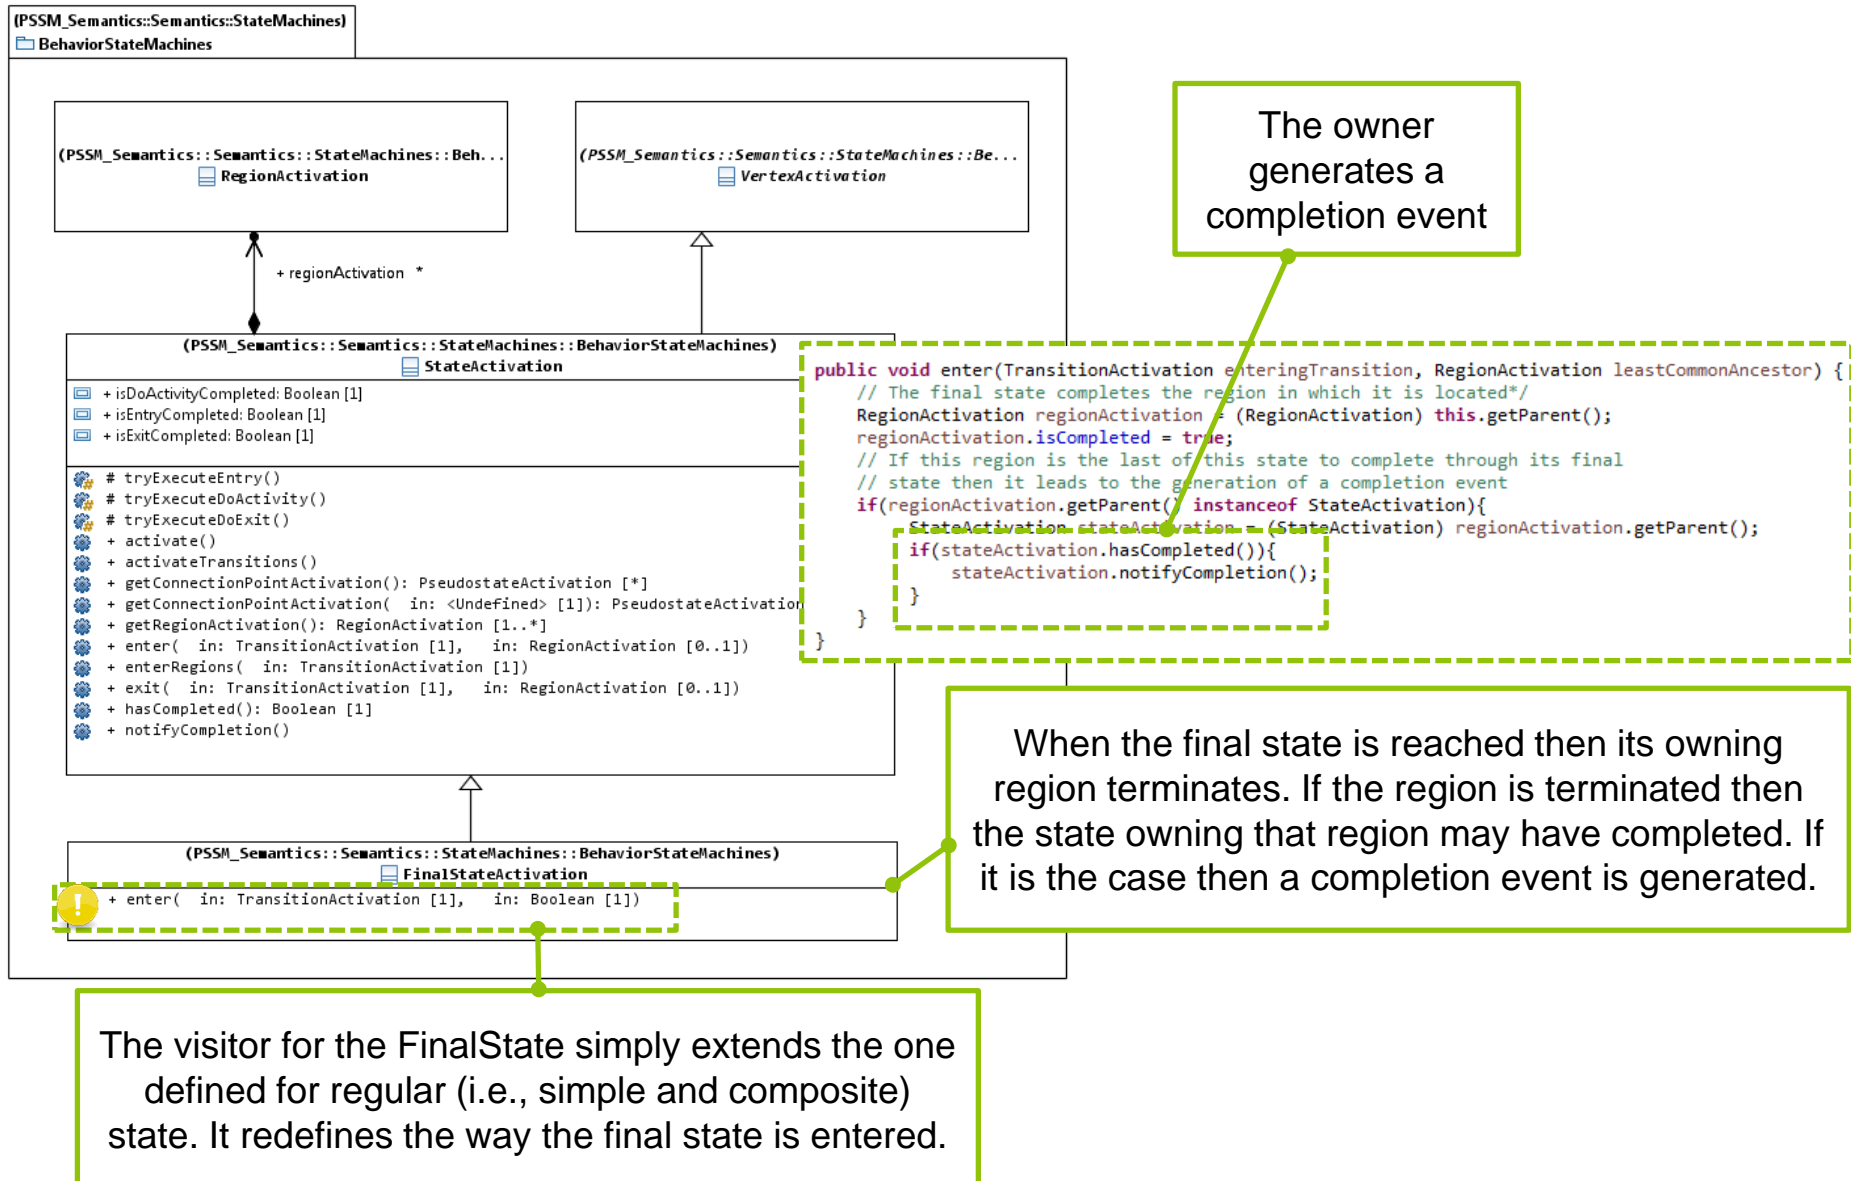 (PSSM_Semantics::Semantics::StateMachines)
BehaviorStateMachines
(PSSM_Semantics::Semantics::StateMachines::Beh...
RegionActivation
(PSSM_Semantics::Semantics::StateMachines::Be...
VertexActivation
+ regionActivation *
(PSSM_Semantics::Semantics::StateMachines::BehaviorStateMachines)
StateActivation
+ isDoActivityCompleted: Boolean [1]
+ isEntryCompleted: Boolean [1]
+ isExitCompleted: Boolean [1]
# tryExecuteEntry()
# tryExecuteDoActivity()
# tryExecuteDoExit()
+ activate()
+ activateTransitions()
+ getConnectionPointActivation(): PseudostateActivation [*]
+ getConnectionPointActivation( in: <Undefined> [1]): PseudostateActivation
+ getRegionActivation(): RegionActivation [1..*]
+ enter( in: TransitionActivation [1], in: RegionActivation [0..1])
+ enterRegions( in: TransitionActivation [1])
+ exit( in: TransitionActivation [1], in: RegionActivation [0..1])
+ hasCompleted(): Boolean [1]
+ notifyCompletion()
(PSSM_Semantics::Semantics::StateMachines::BehaviorStateMachines)
FinalStateActivation
+ enter( in: TransitionActivation [1], in: Boolean [1])
The owner
generates a
completion event
public void enter(TransitionActivation enteringTransition, RegionActivation leastCommonAncestor) {
// The final state completes the region in which it is located*/
RegionActivation regionActivation = (RegionActivation) this.getParent();
regionActivation.isCompleted = true;
// If this region is the last of this state to complete through its final
// state then it leads to the generation of a completion event
if(regionActivation.getParent() instanceof StateActivation){
StateActivation stateActivation = (StateActivation) regionActivation.getParent();
if(stateActivation.hasCompleted()){
stateActivation.notifyCompletion();
}
}
}
When the final state is reached then its owning
region terminates. If the region is terminated then
the state owning that region may have completed. If
it is the case then a completion event is generated.
The visitor for the FinalState simply extends the one
defined for regular (i.e., simple and composite)
state. It redefines the way the final state is entered.